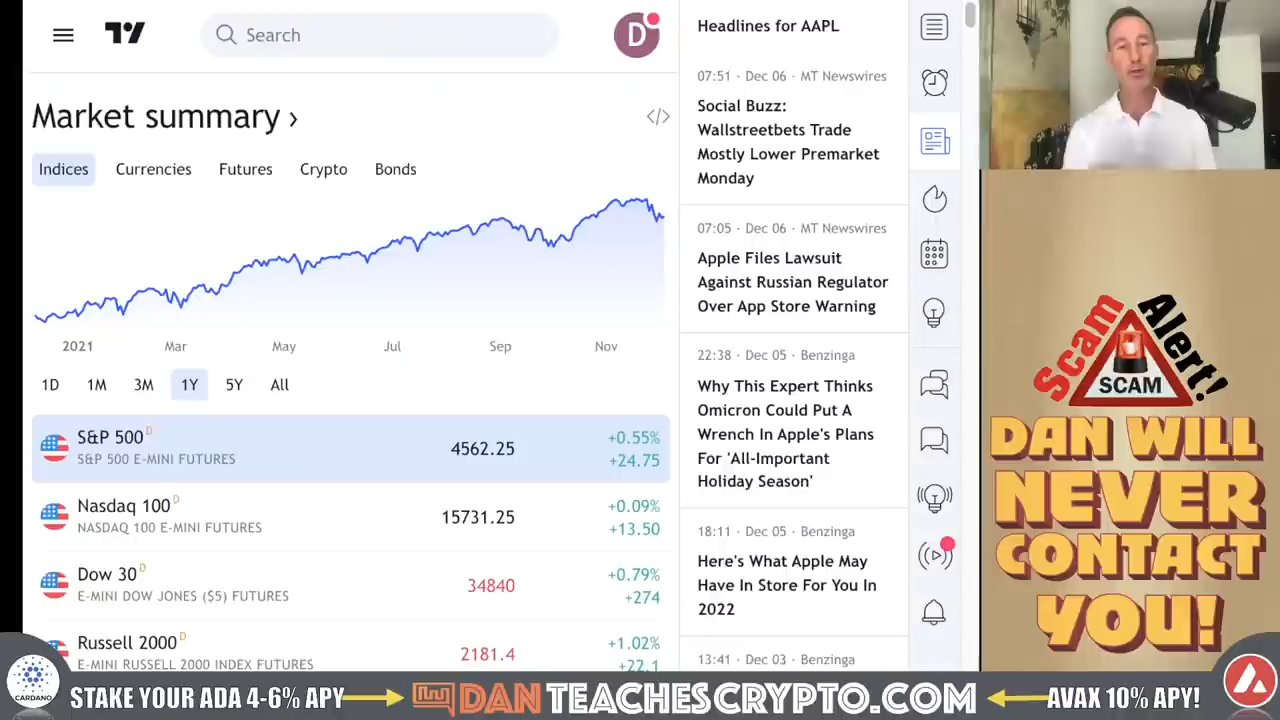 Search
D
Market summary ›
</>
Indices Currencies Futures Crypto Bonds
2021 Mar May Jul Sep Nov
1D 1M 3M 1Y 5Y All
S&P 500 D
S&P 500 E-MINI FUTURES
4562.25
+0.55%
+24.75
Nasdaq 100 D
NASDAQ 100 E-MINI FUTURES
15731.25
+0.09%
+13.50
Dow 30 D
E-MINI DOW JONES ($5) FUTURES
34840
+0.79%
+274
Russell 2000 D
E-MINI RUSSELL 2000 INDEX FUTURES
2181.4
+1.02%
+22.1
Headlines for AAPL
07:51 · Dec 06 · MT Newswires
Social Buzz:
Wallstreetbets Trade
Mostly Lower Premarket
Monday
07:05 · Dec 06 · MT Newswires
Apple Files Lawsuit
Against Russian Regulator
Over App Store Warning
22:38 · Dec 05 · Benzinga
Why This Expert Thinks
Omicron Could Put A
Wrench In Apple's Plans
For 'All-Important
Holiday Season'
18:11 · Dec 05 · Benzinga
Here's What Apple May
Have In Store For You In
2022
13:41 · Dec 03 · Benzinga
Scam Alert!
SCAM
DAN WILL
NEVER
CONTACT
YOU!
CARDANO
STAKE YOUR ADA 4-6% APY
DAN TEACHESCRYPTO.COM
AVAX 10% APY!